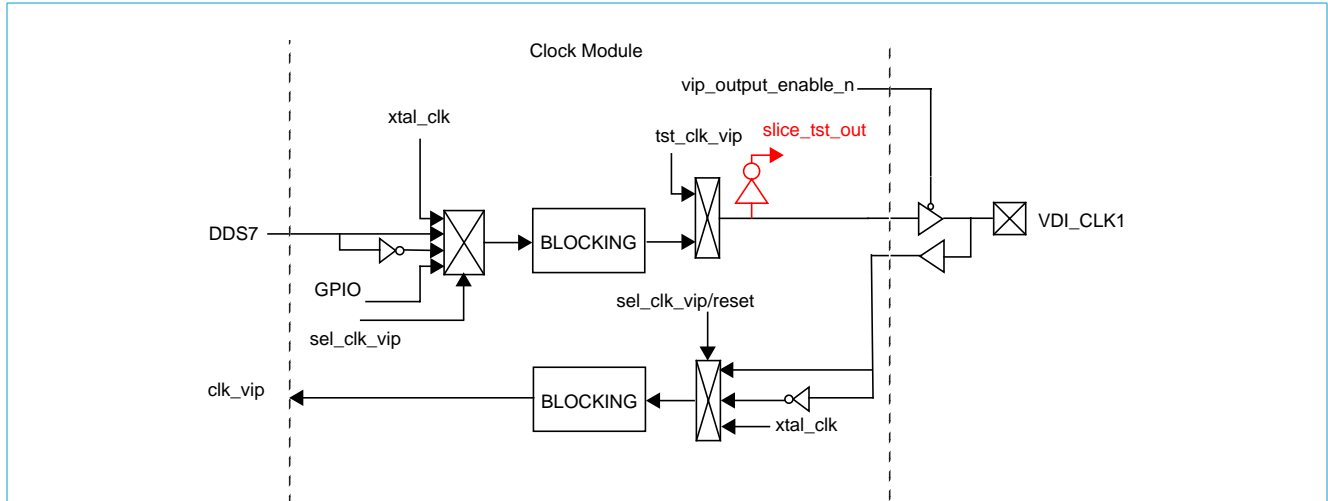 Clock Module
vip_output_enable_n
xtal_clk
tst_clk_vip
slice_tst_out
DDS7
BLOCKING
VDI_CLK1
GPIO
sel_clk_vip
sel_clk_vip/reset
clk_vip
BLOCKING
xtal_clk